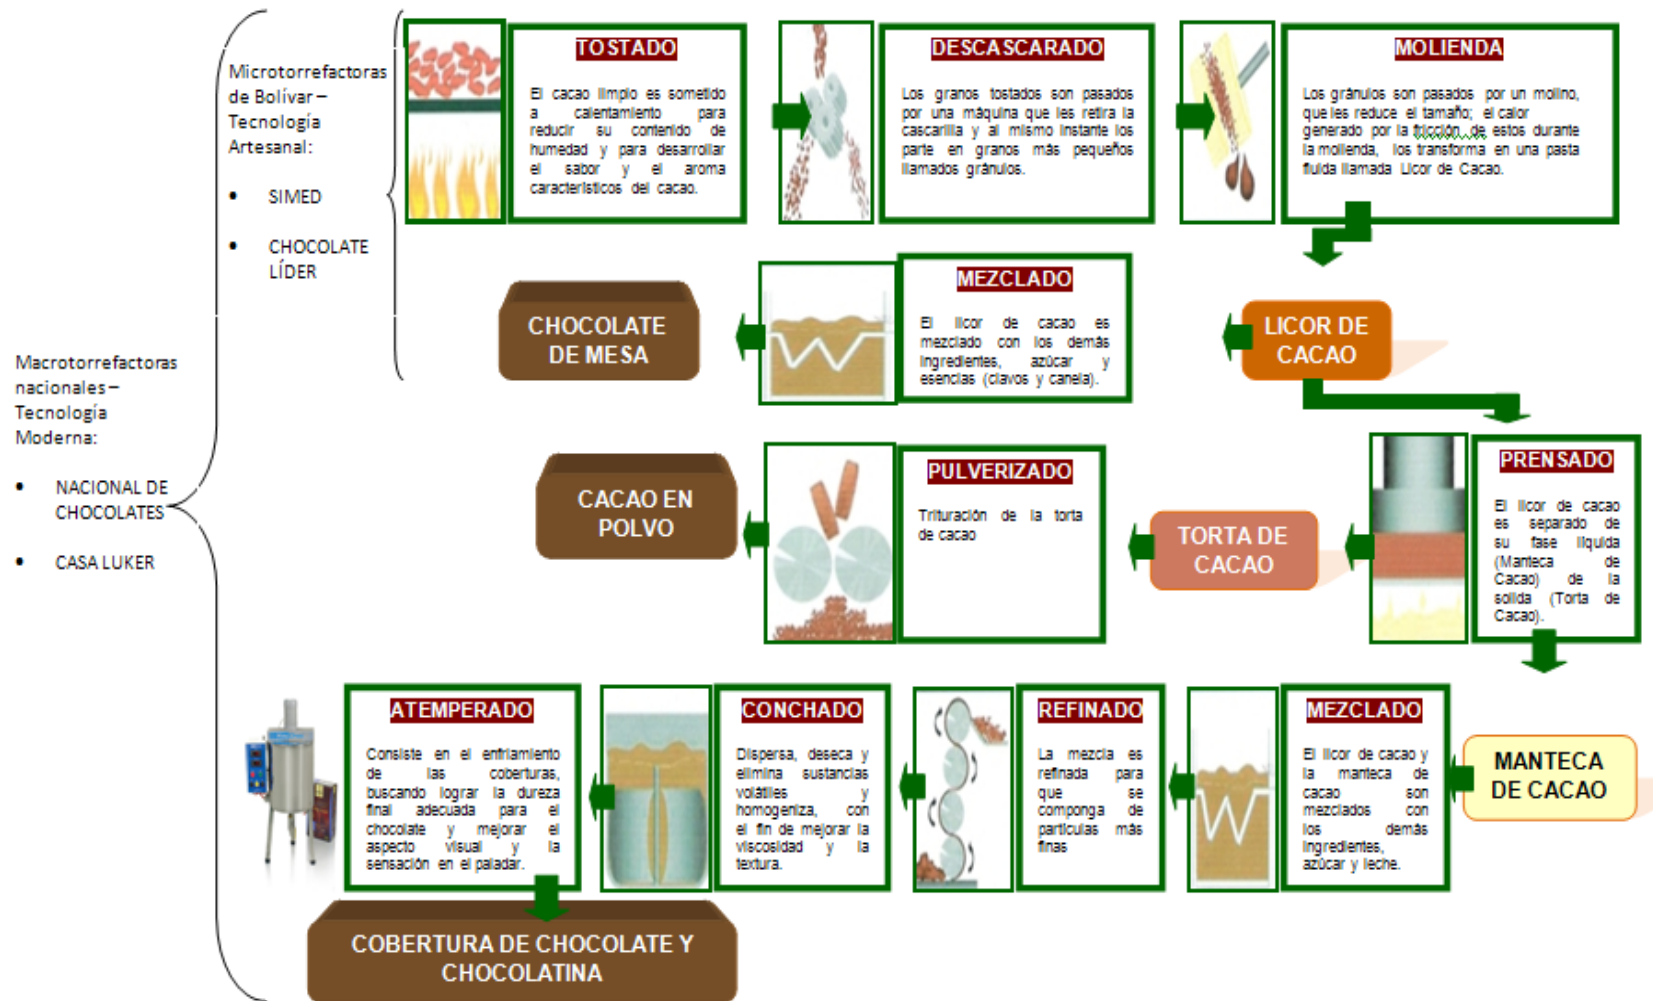 Microtorrefactoras
de Bolívar –
Tecnología
Artesanal:
• SIMED
• CHOCOLATE
LÍDER
Macrotorrefactoras
nacionales –
Tecnología
Moderna:
• NACIONAL DE
CHOCOLATES
• CASA LUKER
TOSTADO
El cacao limpio es sometido
a calentamiento para
reducir su contenido de
humedad y para desarrollar
el sabor y el aroma
característicos del cacao.
DESCASCARADO
Los granos tostados son pasados
por una máquina que les retira la
cascarilla y al mismo instante los
parte en granos más pequeños
llamados gránulos.
MOLIENDA
Los gránulos son pasados por un molino,
que les reduce el tamaño; el calor
generado por la fricción de estos durante
la molienda, los transforma en una pasta
fluida llamada Licor de Cacao.
CHOCOLATE
DE MESA
MEZCLADO
El licor de cacao es
mezclado con los demás
ingredientes, azúcar y
esencias (clavos y canela).
LICOR DE
CACAO
CACAO EN
POLVO
PULVERIZADO
Trituración de la torta
de cacao
TORTA DE
CACAO
PRENSADO
El licor de cacao
es separado de
su fase líquida
(Manteca de
Cacao) de la
solida (Torta de
Cacao).
ATEMPERADO
Consiste en el enfriamiento
de las coberturas,
buscando lograr la dureza
final adecuada para el
chocolate y mejorar el
aspecto visual y la
sensación en el paladar.
CONCHADO
Dispersa, deseca y
elimina sustancias
volátiles y
homogeniza, con
el fin de mejorar la
viscosidad y la
textura.
REFINADO
La mezcla es
refinada para
que se
componga de
partículas más
finas
MEZCLADO
El licor de cacao y
la manteca de
cacao son
mezclados con
los demás
ingredientes,
azúcar y leche.
MANTECA
DE CACAO
COBERTURA DE CHOCOLATE Y
CHOCOLATINA